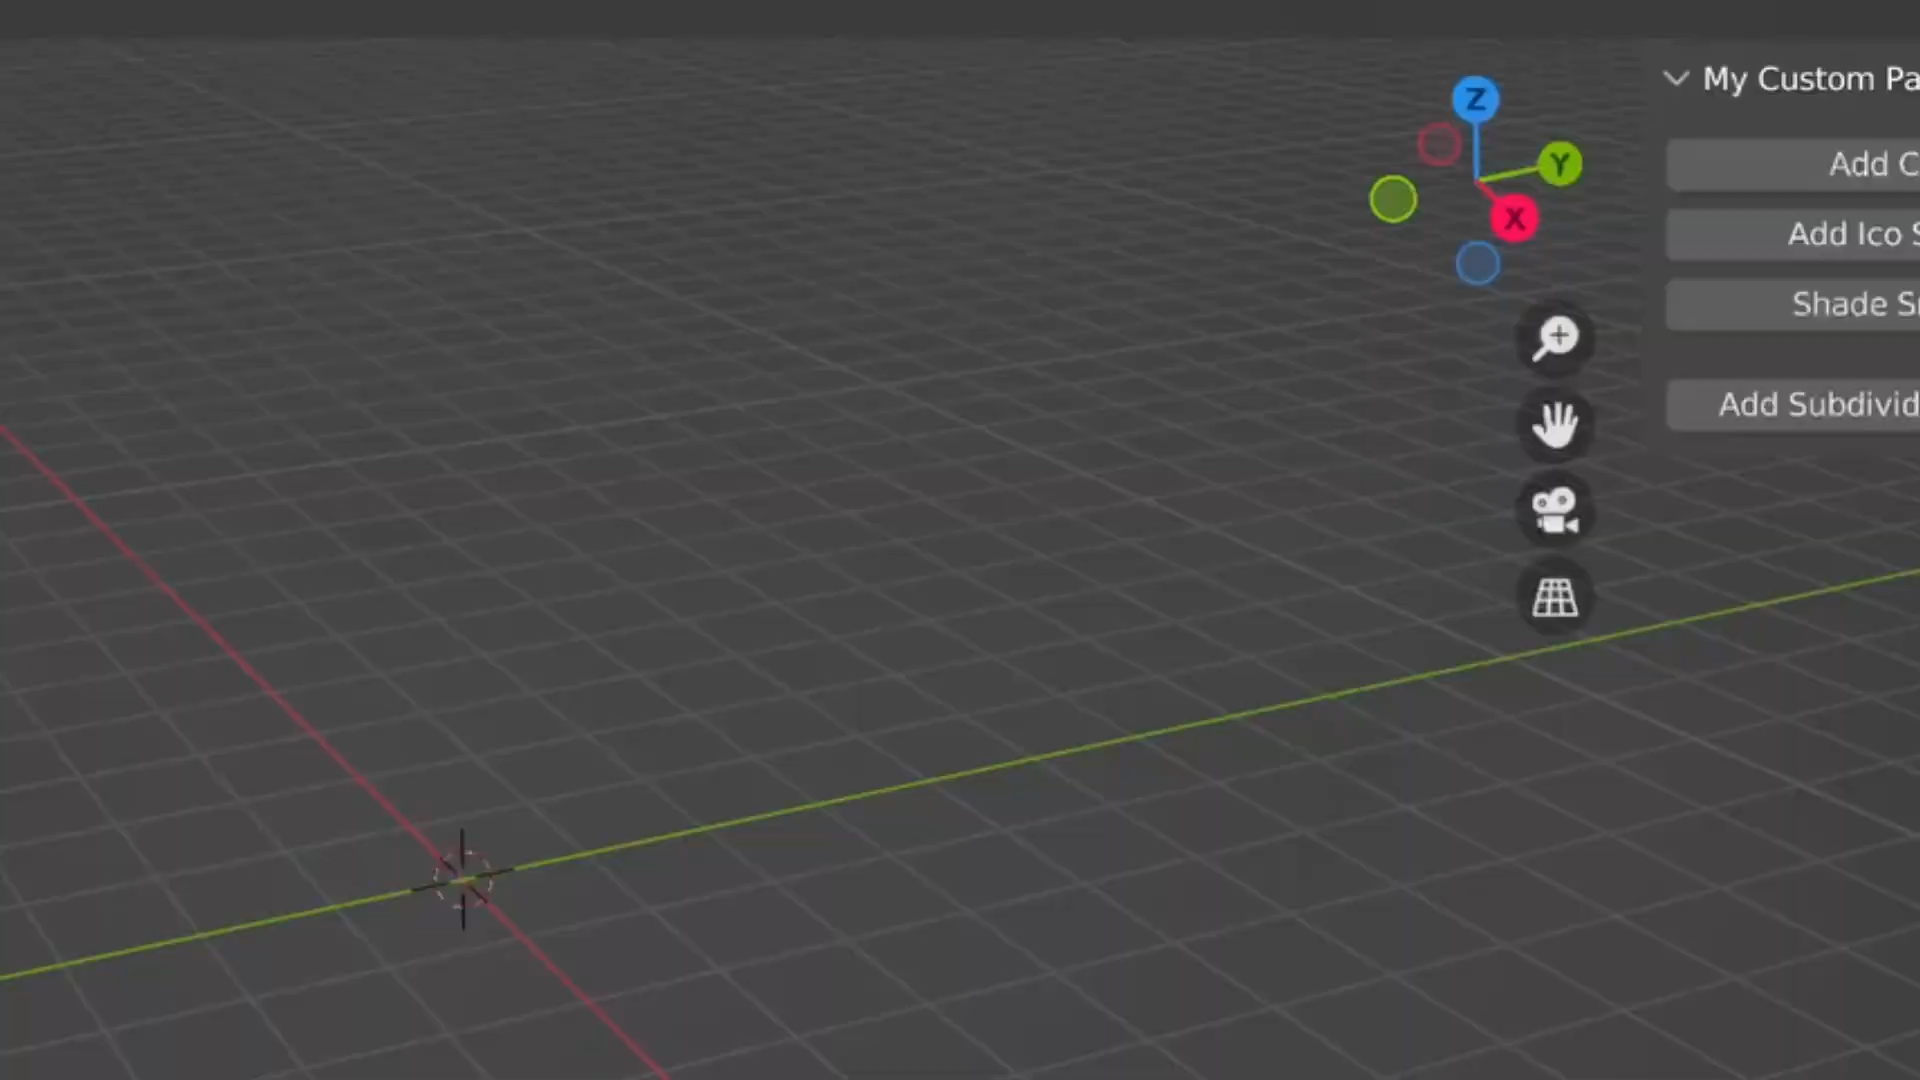 My Custom Pa
Z
Y
X
Add C
Add Ico S
Shade S
Add Subdivid